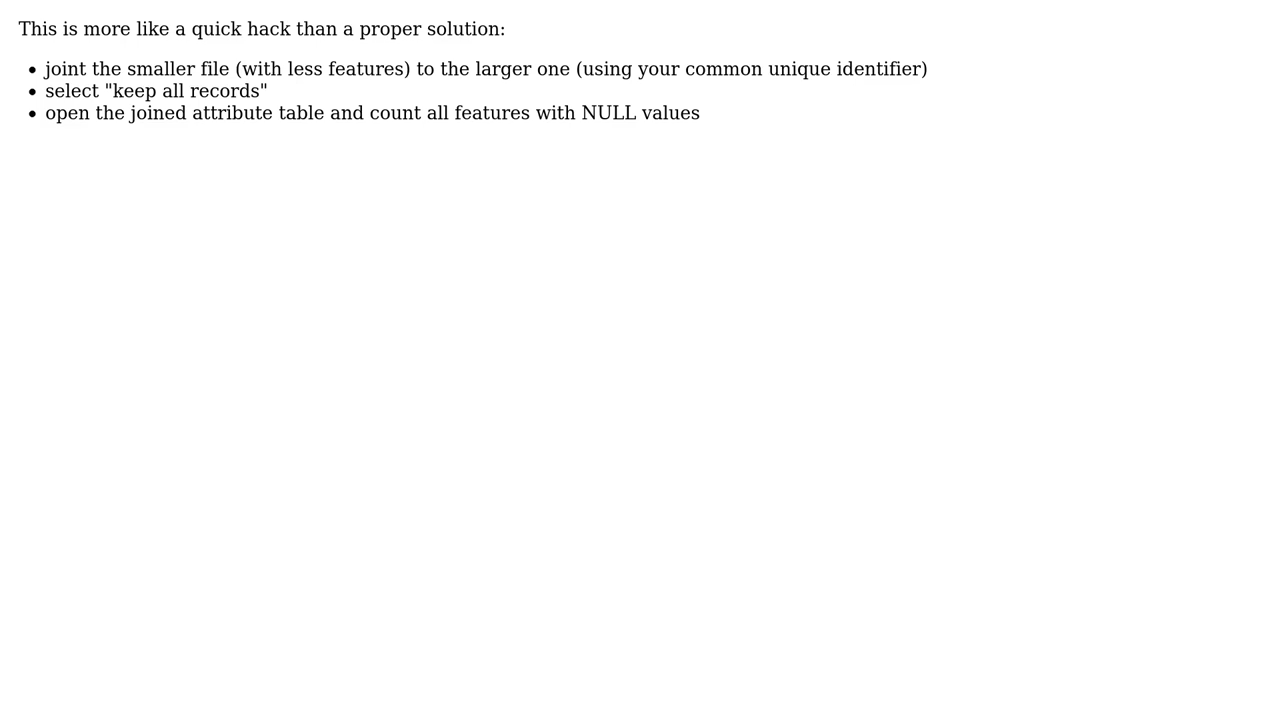 This is more like a quick hack than a proper solution:
• joint the smaller file (with less features) to the larger one (using your common unique identifier)
• select "keep all records"
• open the joined attribute table and count all features with NULL values